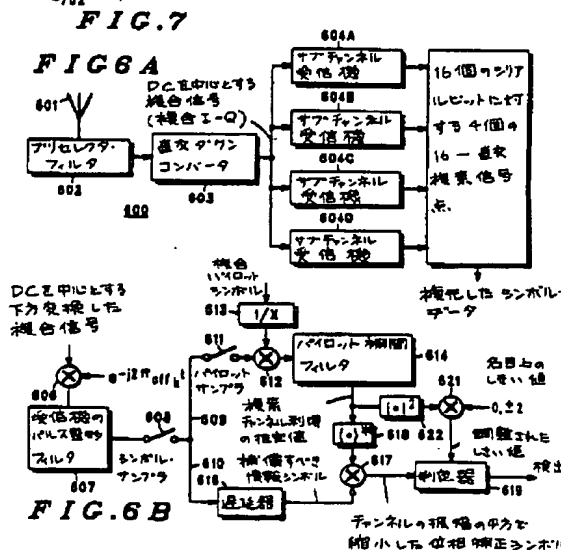 702
FIG.7
FIG6A
601
プリセレクタ・
フィルタ
602
直交ダウン
コンバータ
603
600
DCを中心とする
複合信号
(複合 I-Q)
604A
サブチャンネル
受信機
604B
サブチャンネル
受信機
604C
サブチャンネル
受信機
604D
サブチャンネル
受信機
16個のシリア
ルビットに対
する4個の
16-直交
複素信号
点.
復元した シンボル・
データ
DCを中心とする
下方変換した
複合信号
606
受信機の
パルス整形
フィルタ
607
608
シンボル・
サンプラ
複合
パイロット
シンボル
613
1/X
611
パイロット
サンプラ
612
パイロット補間
フィルタ
614
609
複素
チャンネル利得
の推定値
610
補償すべき
情報シンボル
616
遅延器
618
617
622
621
名目上の
しきい値
0,±2
調整された
しきい値
判定器
619
検出
FIG.6B
チャンネルの振幅の平方で
縮小した位相補正シンボル